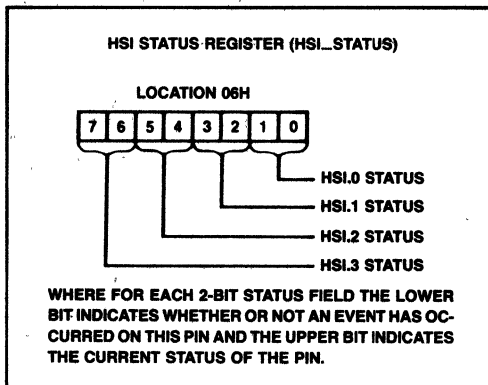 HSI STATUS REGISTER (HSI_STATUS)
LOCATION 06H
7 6 5 4 3 2 1 0
HSI.0 STATUS
HSI.1 STATUS
HSI.2 STATUS
HSI.3 STATUS
WHERE FOR EACH 2-BIT STATUS FIELD THE LOWER
BIT INDICATES WHETHER OR NOT AN EVENT HAS OC-
CURRED ON THIS PIN AND THE UPPER BIT INDICATES
THE CURRENT STATUS OF THE PIN.